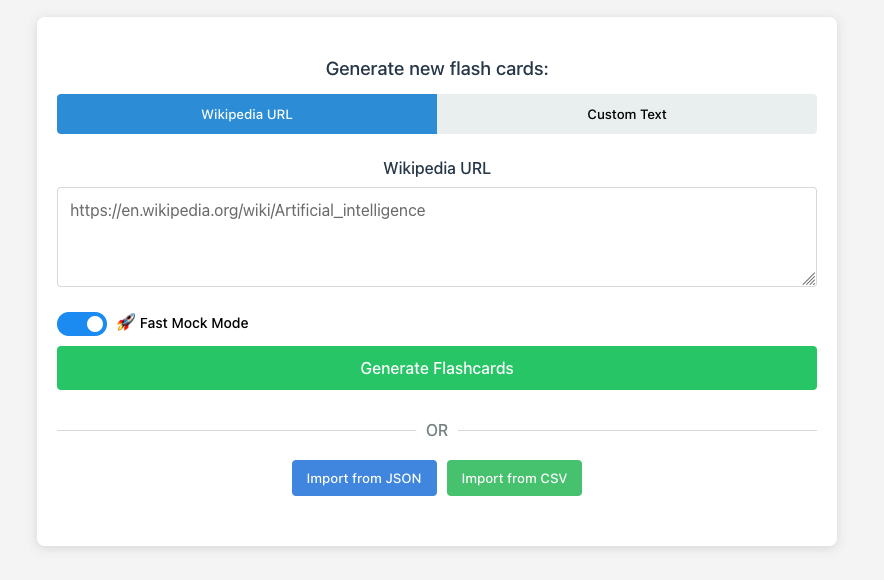 Generate new flash cards:
Wikipedia URL
Custom Text
Wikipedia URL
https://en.wikipedia.org/wiki/Artificial_intelligence
🚀 Fast Mock Mode
Generate Flashcards
OR
Import from JSON
Import from CSV